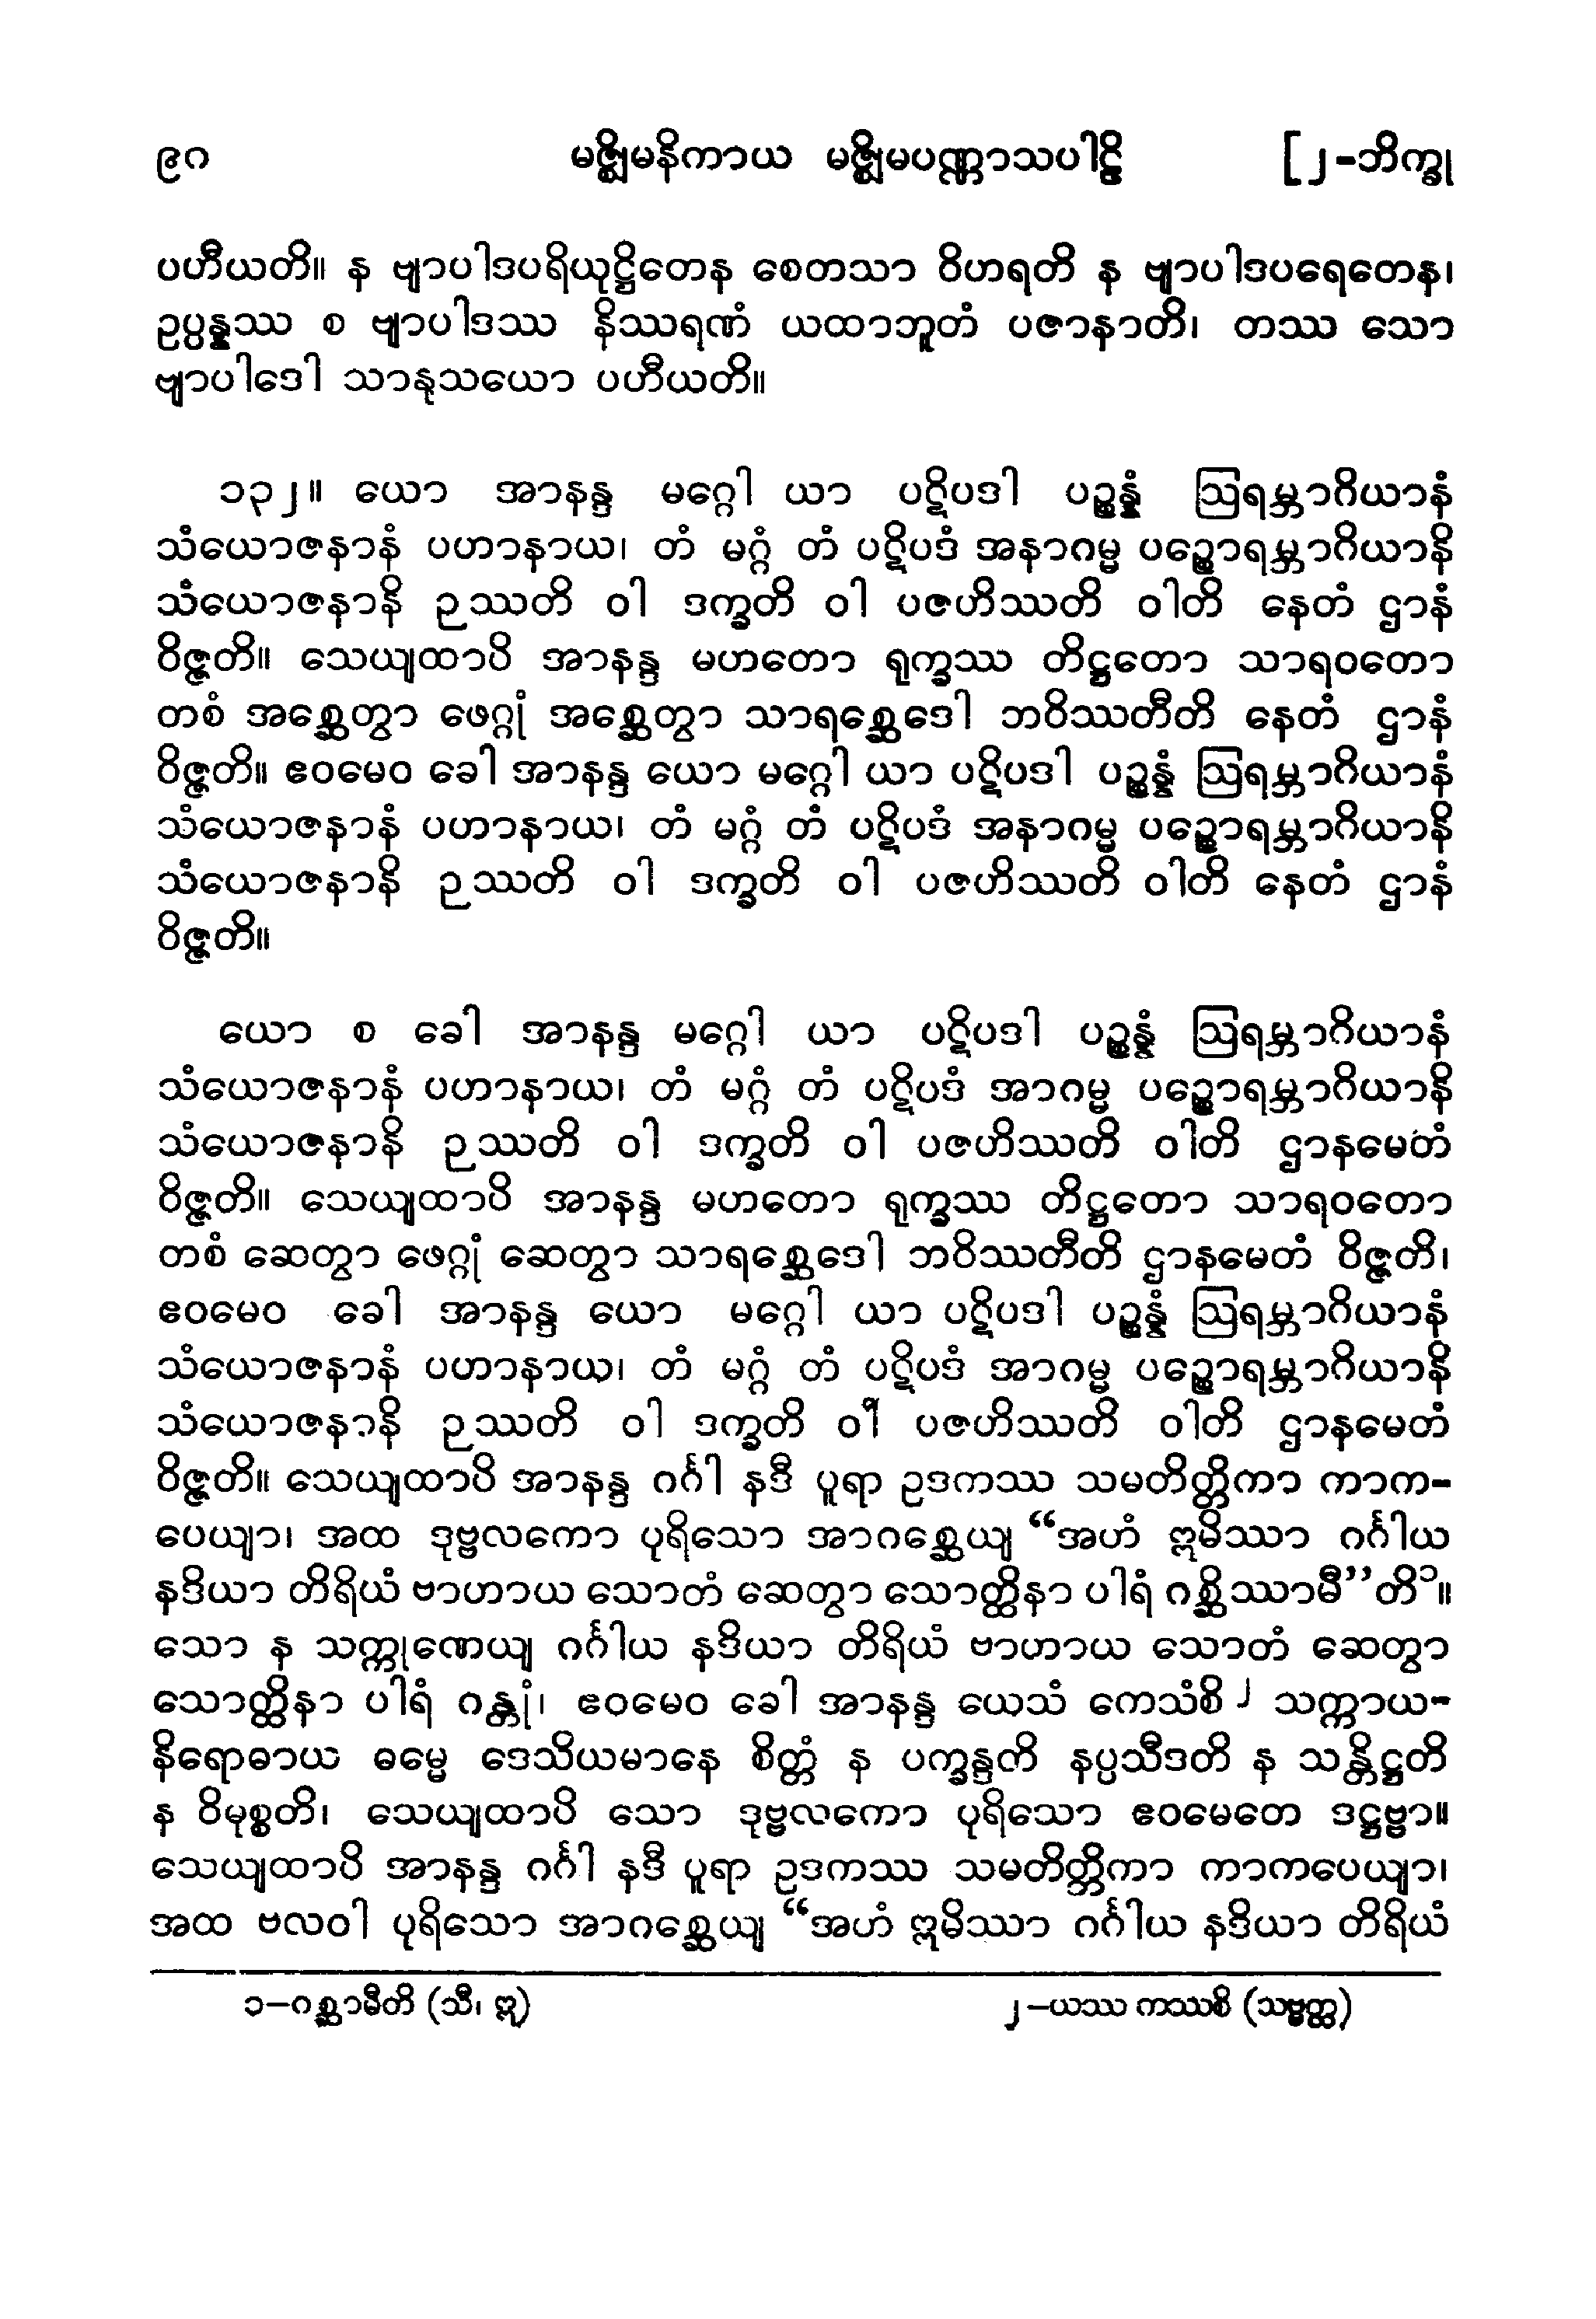 ၉၀ မဇ္ဈိမနိကာယ မဇ္ဈိမပဏ္ဏာသပါဠိ [၂-ဘိက္ခု
ပဟီယတိ။ န ဗျာပါဒပရိယုဋ္ဌိတေန စေတသာ ဝိဟရတိ န ဗျာပါဒပရေတေန၊
ဥပ္ပန္နဿ စ ဗျာပါဒဿ နိဿရဏံ ယထာဘူတံ ပဇာနာတိ၊ တဿ သော
ဗျာပါဒေါ သာနုသယော ပဟီယတိ။
၁၃၂။ ယော အာနန္ဒ မဂ္ဂေါ ယာ ပဋိပဒါ ပဉ္စန္နံ ဩရမ္ဘာဂိယာနံ
သံယောဇနာနံ ပဟာနာယ၊ တံ မဂ္ဂံ တံ ပဋိပဒံ အနာဂမ္မ ပဉ္စောရမ္ဘာဂိယာနိ
သံယောဇနာနိ ဉဿတိ ဝါ ဒက္ခတိ ဝါ ပဇဟိဿတိ ဝါတိ နေတံ ဌာနံ
ဝိဇ္ဇတိ။ သေယျထာပိ အာနန္ဒ မဟတော ရုက္ခဿ တိဋ္ဌတော သာရဝတော
တစံ အစ္ဆေတွာ ဖေဂ္ဂုံ အစ္ဆေတွာ သာရစ္ဆေဒေါ ဘဝိဿတီတိ နေတံ ဌာနံ
ဝိဇ္ဇတိ။ ဧဝမေဝ ခေါ အာနန္ဒ ယော မဂ္ဂေါ ယာ ပဋိပဒါ ပဉ္စန္နံ ဩရမ္ဘာဂိယာနံ
သံယောဇနာနံ ပဟာနာယ၊ တံ မဂ္ဂံ တံ ပဋိပဒံ အနာဂမ္မ ပဉ္စောရမ္ဘာဂိယာနိ
သံယောဇနာနိ ဉဿတိ ဝါ ဒက္ခတိ ဝါ ပဇဟိဿတိ ဝါတိ နေတံ ဌာနံ
ဝိဇ္ဇတိ။
ယော စ ခေါ အာနန္ဒ မဂ္ဂေါ ယာ ပဋိပဒါ ပဉ္စန္နံ ဩရမ္ဘာဂိယာနံ
သံယောဇနာနံ ပဟာနာယ၊ တံ မဂ္ဂံ တံ ပဋိပဒံ အာဂမ္မ ပဉ္စောရမ္ဘာဂိယာနိ
သံယောဇနာနိ ဉဿတိ ဝါ ဒက္ခတိ ဝါ ပဇဟိဿတိ ဝါတိ ဌာနမေတံ
ဝိဇ္ဇတိ။ သေယျထာပိ အာနန္ဒ မဟတော ရုက္ခဿ တိဋ္ဌတော သာရဝတော
တစံ ဆေတွာ ဖေဂ္ဂုံ ဆေတွာ သာရစ္ဆေဒေါ ဘဝိဿတီတိ ဌာနမေတံ ဝိဇ္ဇတိ၊
ဧဝမေဝ ခေါ အာနန္ဒ ယော မဂ္ဂေါ ယာ ပဋိပဒါ ပဉ္စန္နံ ဩရမ္ဘာဂိယာနံ
သံယောဇနာနံ ပဟာနာယ၊ တံ မဂ္ဂံ တံ ပဋိပဒံ အာဂမ္မ ပဉ္စောရမ္ဘာဂိယာနိ
သံယောဇနာနိ ဉဿတိ ဝါ ဒက္ခတိ ဝါ ပဇဟိဿတိ ဝါတိ ဌာနမေတံ
ဝိဇ္ဇတိ။ သေယျထာပိ အာနန္ဒ ဂင်္ဂါ နဒီ ပူရာ ဥဒကဿ သမတိတ္တိကာ ကာက-
ပေယျာ၊ အထ ဒုဗ္ဗလကော ပုရိသော အာဂစ္ဆေယျ “အဟံ ဣမိဿာ ဂင်္ဂါယ
နဒိယာ တိရိယံ ဗာဟာယ သောတံ ဆေတွာ သောတ္ထိနာ ပါရံ ဂစ္ဆိဿာမီ”တိ၁။
သော န သက္ကုဏေယျ ဂင်္ဂါယ နဒိယာ တိရိယံ ဗာဟာယ သောတံ ဆေတွာ
သောတ္ထိနာ ပါရံ ဂန္တုံ၊ ဧဝမေဝ ခေါ အာနန္ဒ ယေသံ ကေသံစိ၂ သက္ကာယ-
နိရောဓာယ ဓမ္မေ ဒေသိယမာနေ စိတ္တံ န ပက္ခန္ဒတိ နပ္ပသီဒတိ န သန္တိဋ္ဌတိ
န ဝိမုစ္စတိ၊ သေယျထာပိ သော ဒုဗ္ဗလကော ပုရိသော ဧဝမေတေ ဒဋ္ဌဗ္ဗာ။
သေယျထာပိ အာနန္ဒ ဂင်္ဂါ နဒီ ပူရာ ဥဒကဿ သမတိတ္တိကာ ကာကပေယျာ၊
အထ ဗလဝါ ပုရိသော အာဂစ္ဆေယျ “အဟံ ဣမိဿာ ဂင်္ဂါယ နဒိယာ တိရိယံ
၁-ဂစ္ဆာမီတိ (သီ၊ ဣ) ၂-ယဿ ကဿစိ (သဗ္ဗတ္ထ)